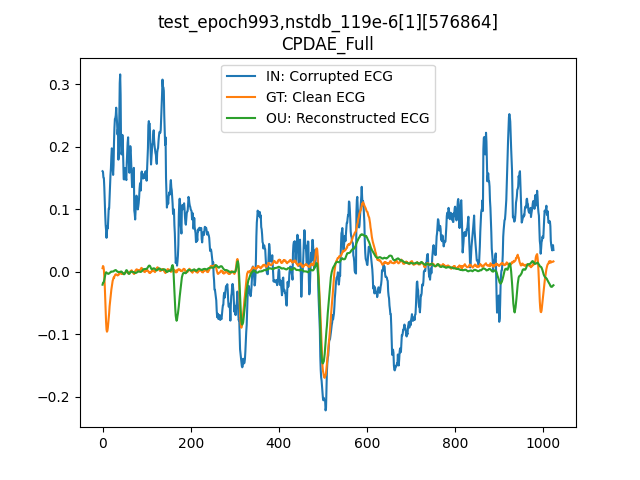 test_epoch993,nstdb_119e-6[1][576864]
CPDAE_Full
IN: Corrupted ECG
GT: Clean ECG
OU: Reconstructed ECG
0.3
0.2
0.1
0.0
−0.1
−0.2
0 200 400 600 800 1000